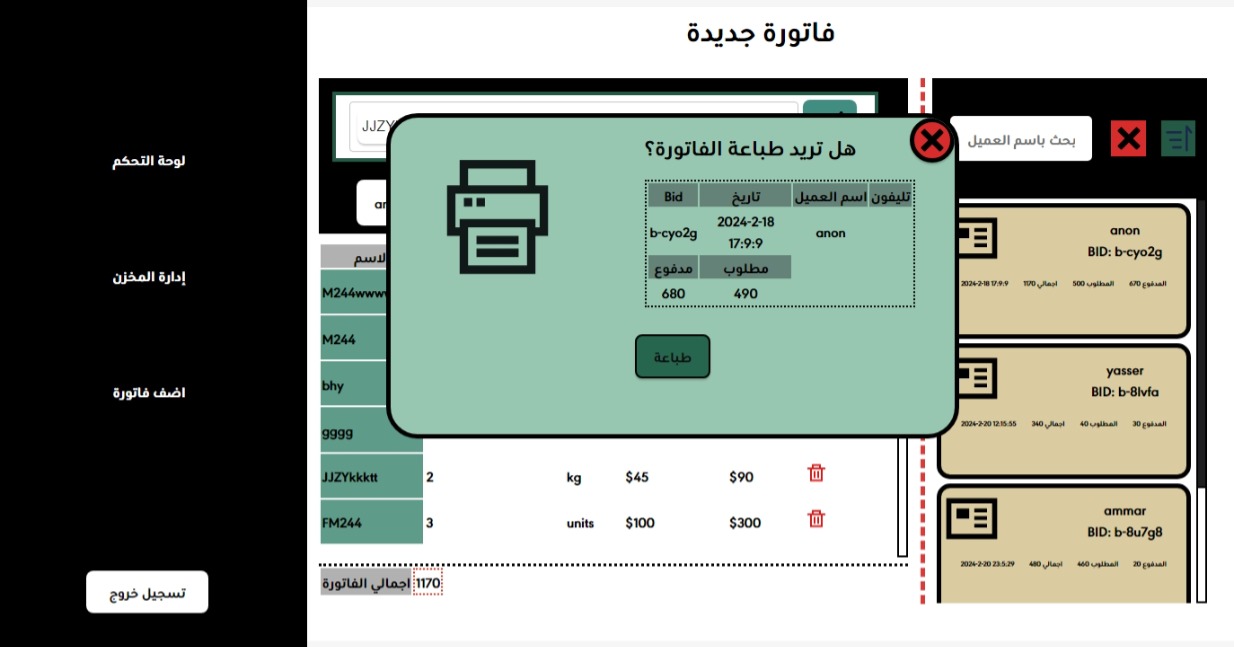 فاتورة جديدة
لوحة التحكم
إدارة المخزن
اضف فاتورة
تسجيل خروج
بحث باسم العميل
هل تريد طباعة الفاتورة؟
تليفون اسم العميل تاريخ Bid
anon 2024-2-18 17:9:9 b-cyo2g
مطلوب مدفوع
490 680
طباعة
M244
bhy
gggg
JJZYkkktt 2 kg $45 $90
FM244 3 units $100 $300
اجمالي الفاتورة 1170
anon
BID: b-cyo2g
المدفوع 670 المطلوب 500 اجمالي 1170 2024-2-18 17:9:9
yasser
BID: b-8lvfa
المدفوع 30 المطلوب 40 اجمالي 340 2024-2-20 12:15:55
ammar
BID: b-8u7g8
المدفوع 20 المطلوب 460 اجمالي 480 2024-2-20 23:5:29